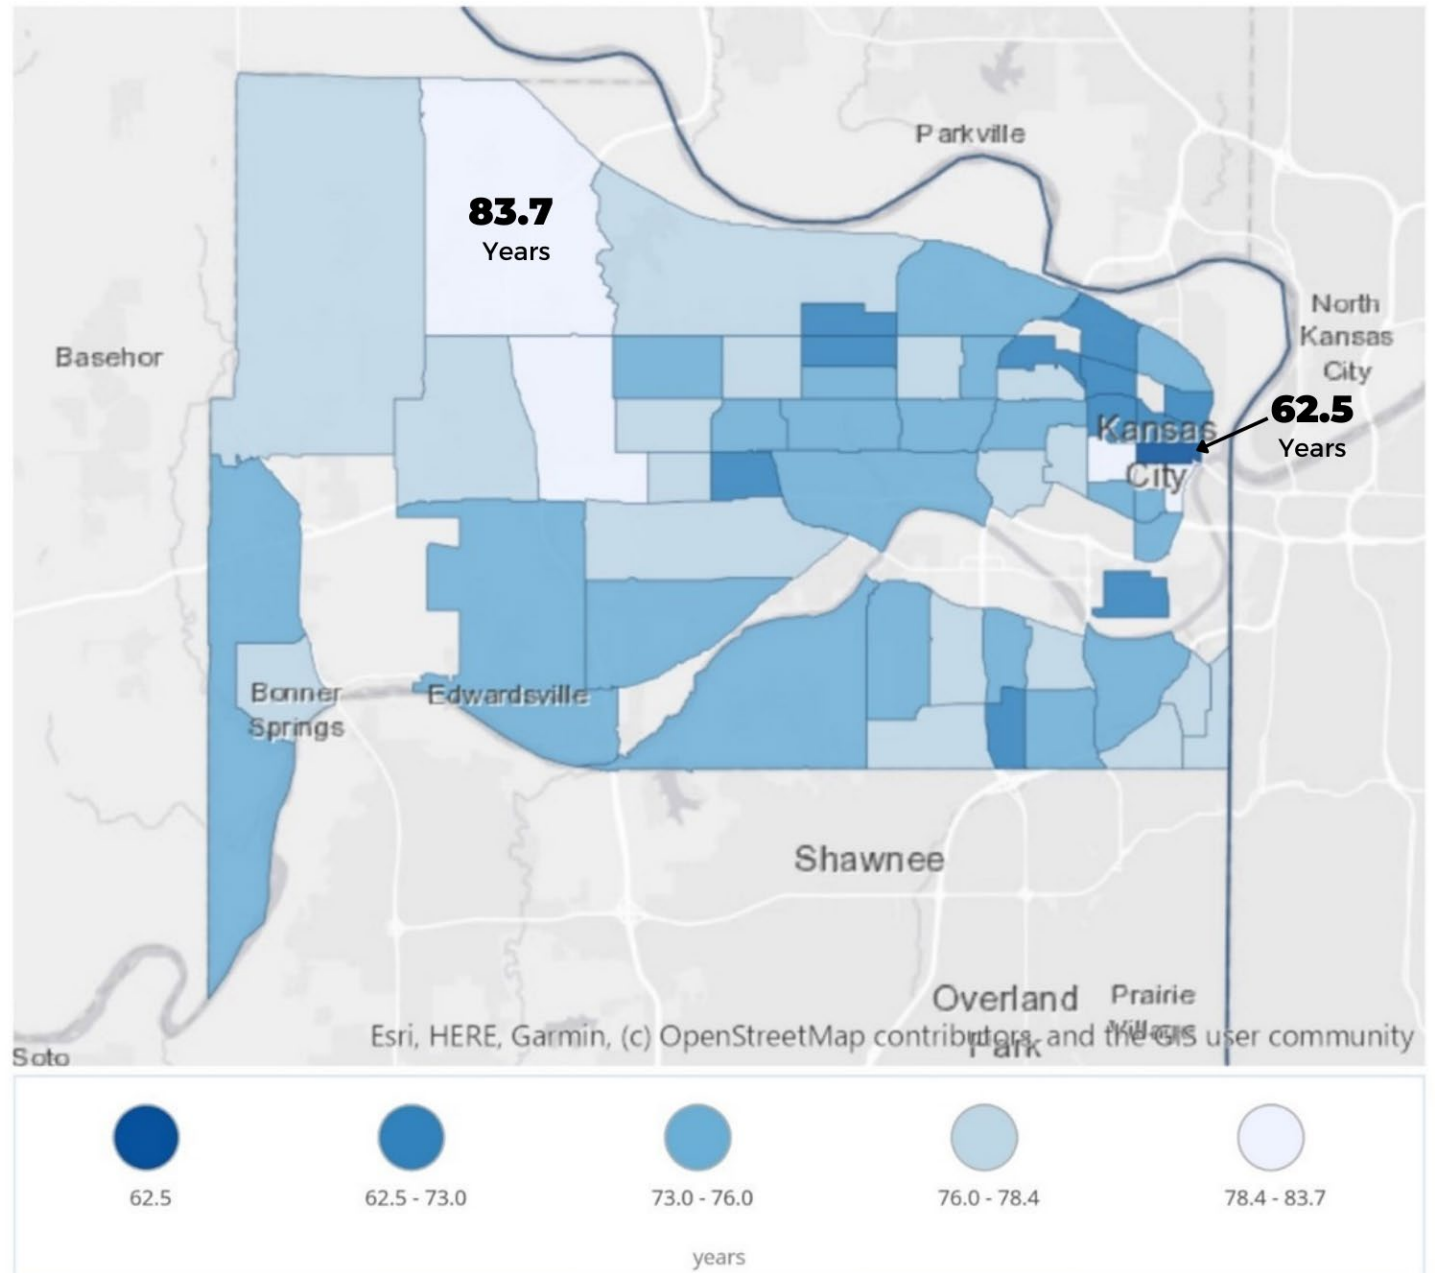 Parkville
83.7
Years
North
Kansas
City
Basehor
62.5
Years
Kansas
City
Bonner
Springs
Edwardsville
Shawnee
Overland
Park
Prairie
Village
Esri, HERE, Garmin, (c) OpenStreetMap contributors, and the GIS user community
Soto
62.5
62.5 - 73.0
73.0 - 76.0
76.0 - 78.4
78.4 - 83.7
years